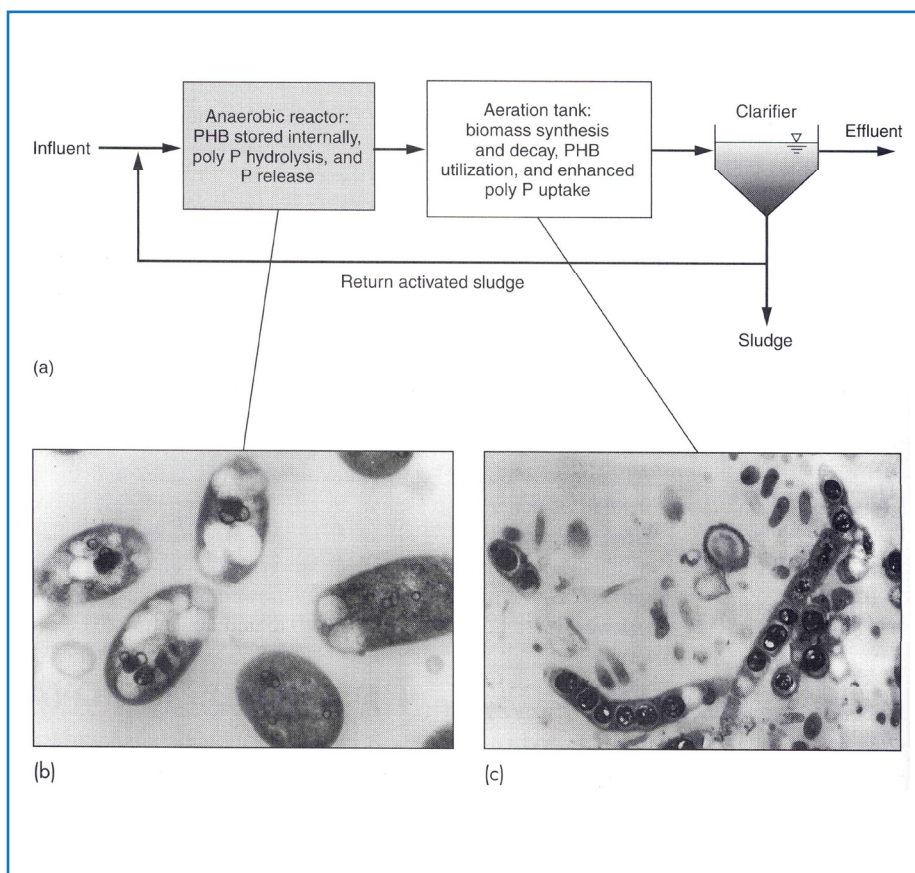 Influent
Anaerobic reactor:
PHB stored internally,
poly P hydrolysis, and
P release
Aeration tank:
biomass synthesis
and decay, PHB
utilization, and enhanced
poly P uptake
Clarifier
Effluent
Return activated sludge
Sludge
(a)
(b)
(c)